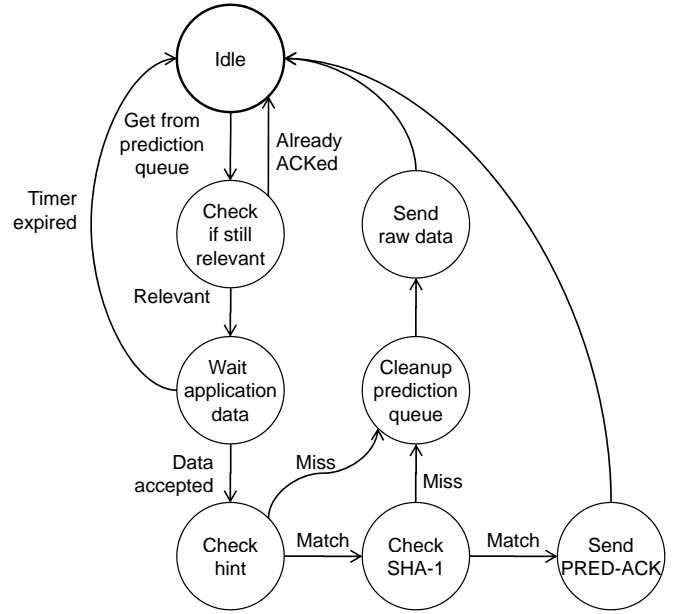 Idle
Get from
prediction
queue
Already
ACKed
Timer
expired
Check
if still
relevant
Send
raw data
Relevant
Wait
application
data
Cleanup
prediction
queue
Data
accepted
Miss
Miss
Check
hint
Match
Check
SHA-1
Match
Send
PRED-ACK